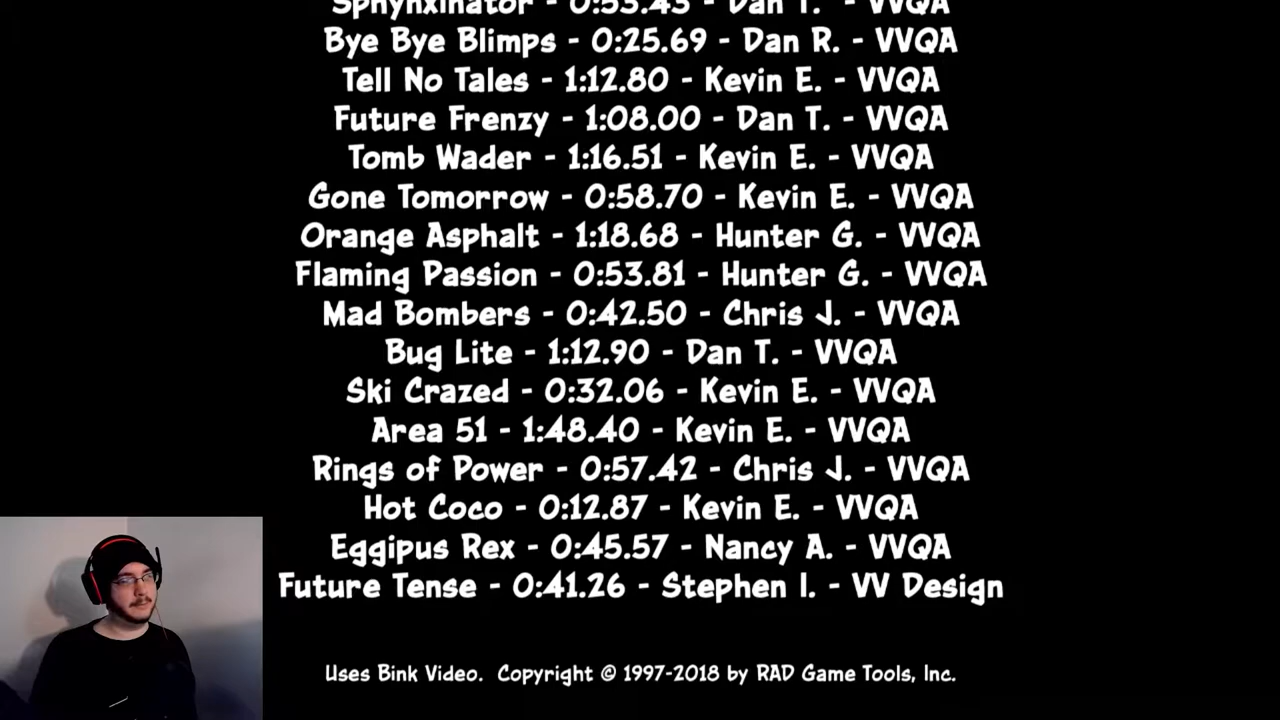 Sphynxinator - 0:53.43 - Dan T. - VVQA
Bye Bye Blimps - 0:25.69 - Dan R. - VVQA
Tell No Tales - 1:12.80 - Kevin E. - VVQA
Future Frenzy - 1:08.00 - Dan T. - VVQA
Tomb Wader - 1:16.51 - Kevin E. - VVQA
Gone Tomorrow - 0:58.70 - Kevin E. - VVQA
Orange Asphalt - 1:18.68 - Hunter G. - VVQA
Flaming Passion - 0:53.81 - Hunter G. - VVQA
Mad Bombers - 0:42.50 - Chris J. - VVQA
Bug Lite - 1:12.90 - Dan T. - VVQA
Ski Crazed - 0:32.06 - Kevin E. - VVQA
Area 51 - 1:48.40 - Kevin E. - VVQA
Rings of Power - 0:57.42 - Chris J. - VVQA
Hot Coco - 0:12.87 - Kevin E. - VVQA
Eggipus Rex - 0:45.57 - Nancy A. - VVQA
Future Tense - 0:41.26 - Stephen I. - VV Design
Uses Bink Video. Copyright © 1997-2018 by RAD Game Tools, Inc.